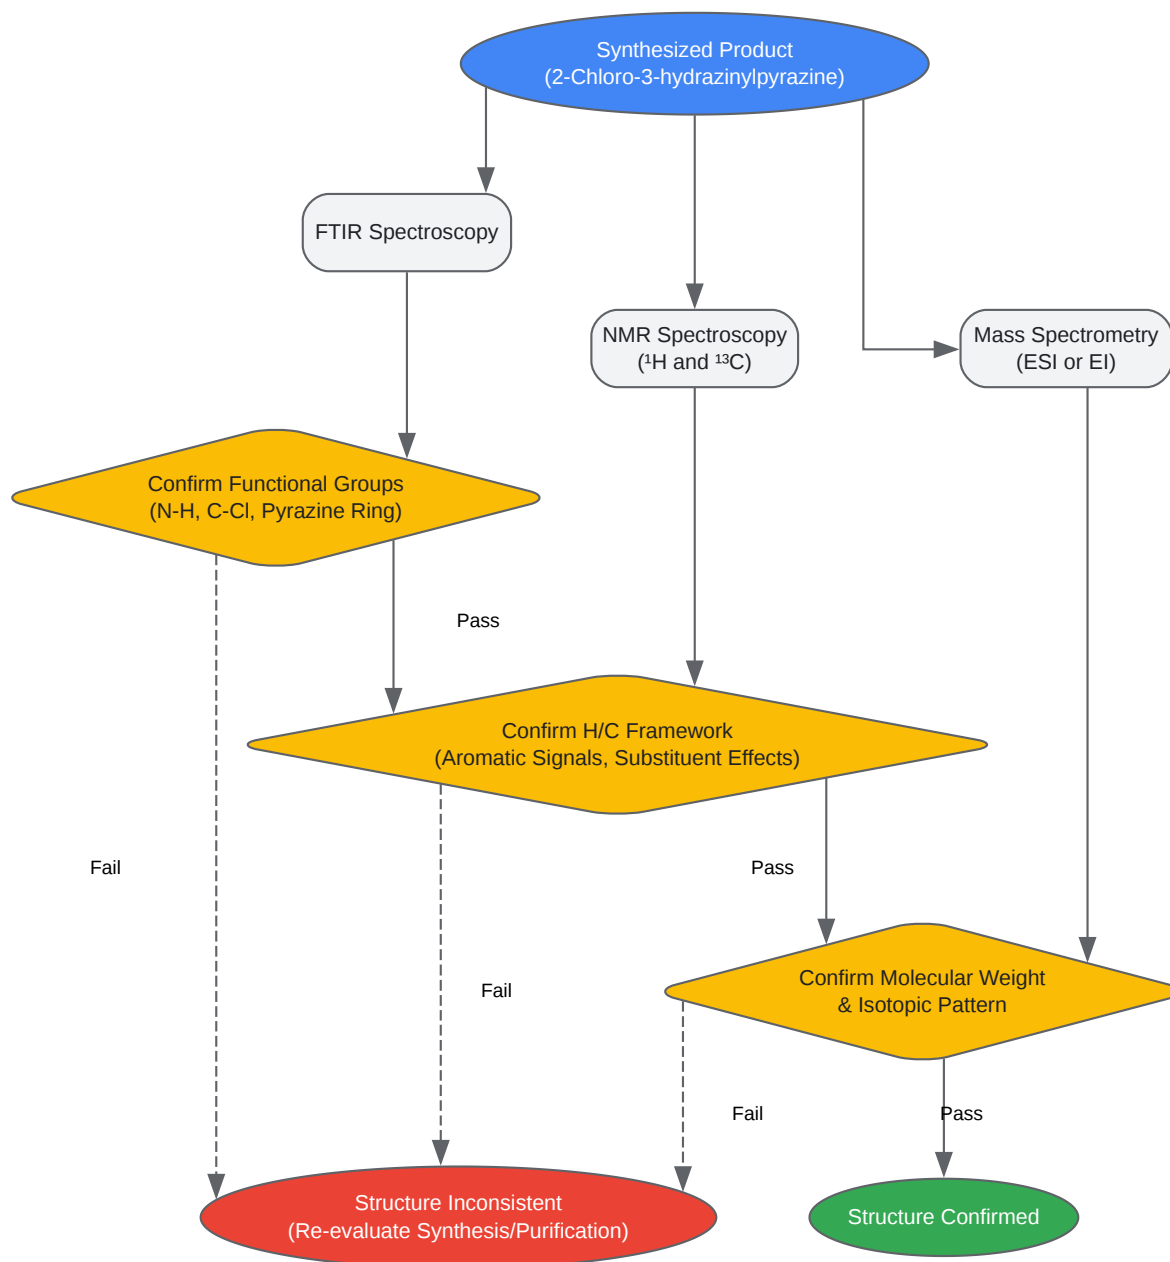 Synthesized Product
(2-Chloro-3-hydrazinylpyrazine)
FTIR Spectroscopy
NMR Spectroscopy
(¹H and ¹³C)
Mass Spectrometry
(ESI or EI)
Confirm Functional Groups
(N-H, C-Cl, Pyrazine Ring)
Pass
Confirm H/C Framework
(Aromatic Signals, Substituent Effects)
Fail
Pass
Confirm Molecular Weight
& Isotopic Pattern
Fail
Fail
Pass
Structure Inconsistent
(Re-evaluate Synthesis/Purification)
Structure Confirmed